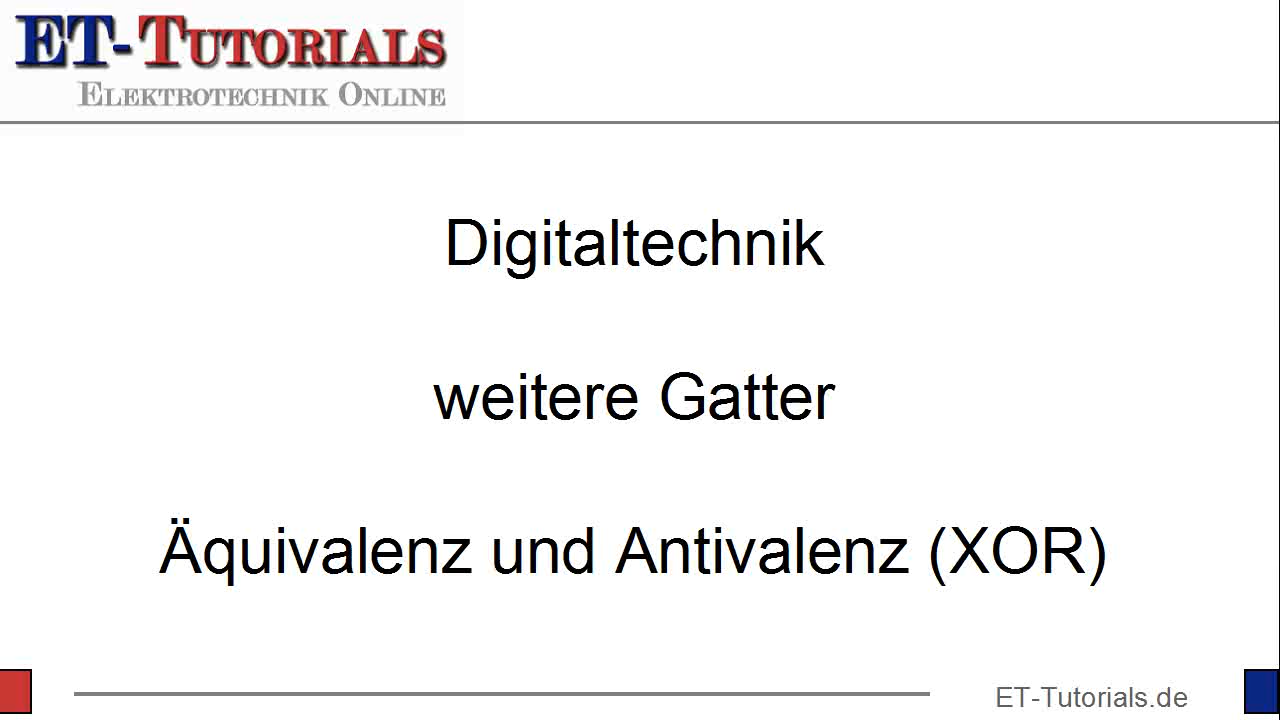 ET-Tutorials
Elektrotechnik Online
Digitaltechnik
weitere Gatter
Äquivalenz und Antivalenz (XOR)
ET-Tutorials.de